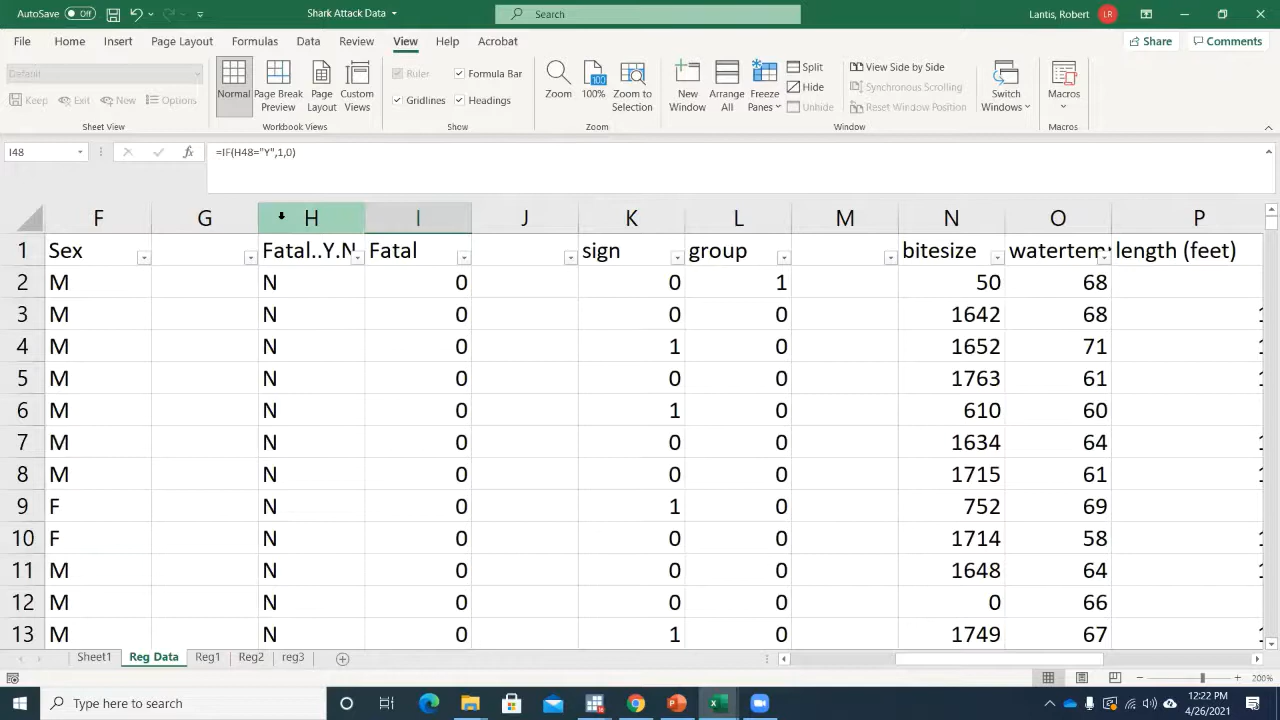 AutoSave Off Shark Attack Data Search Lantis, Robert LR
File Home Insert Page Layout Formulas Data Review View Help Acrobat Share Comments
Default
Keep Exit New Options
Sheet View
Normal Page Break Preview Page Layout Custom Views
Workbook Views
Ruler Formula Bar
Gridlines Headings
Show
Zoom 100% Zoom to Selection
Zoom
New Window Arrange All Freeze Panes
Split
Hide
Unhide
View Side by Side
Synchronous Scrolling
Reset Window Position
Window
Switch Windows
Macros
Macros
I48 fx =IF(H48="Y",1,0)
F G H I J K L M N O P
1 Sex Fatal..Y.N Fatal sign group bitesize watertem length (feet)
2 M N 0 0 1 50 68
3 M N 0 0 0 1642 68 1
4 M N 0 1 0 1652 71 1
5 M N 0 0 0 1763 61 1
6 M N 0 1 0 610 60
7 M N 0 0 0 1634 64 1
8 M N 0 0 0 1715 61 1
9 F N 0 1 0 752 69
10 F N 0 0 0 1714 58 1
11 M N 0 0 0 1648 64 1
12 M N 0 0 0 0 66
13 M N 0 1 0 1749 67 1
Sheet1 Reg Data Reg1 Reg2 reg3
200%
Type here to search 12:22 PM
4/26/2021